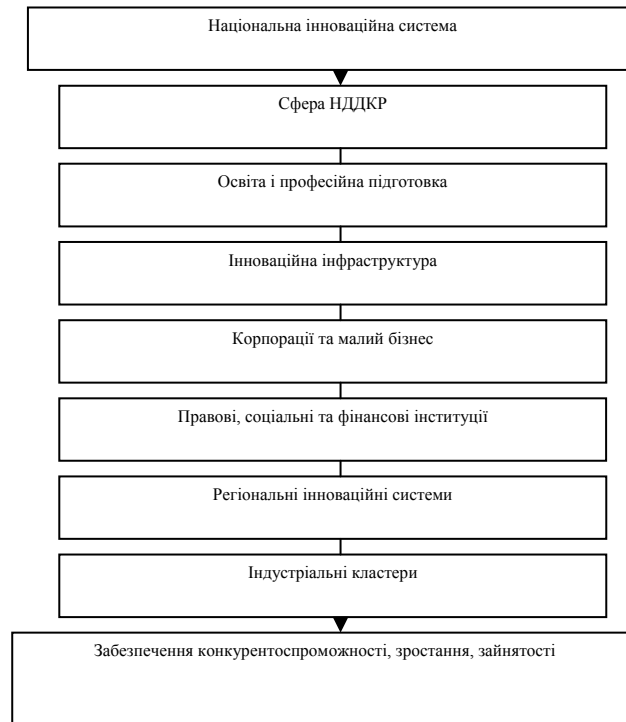 Національна інноваційна система
Сфера НДДКР
Освіта і професійна підготовка
Інноваційна інфраструктура
Корпорації та малий бізнес
Правові, соціальні та фінансові інституції
Регіональні інноваційні системи
Індустріальні кластери
Забезпечення конкурентоспроможності, зростання, зайнятості